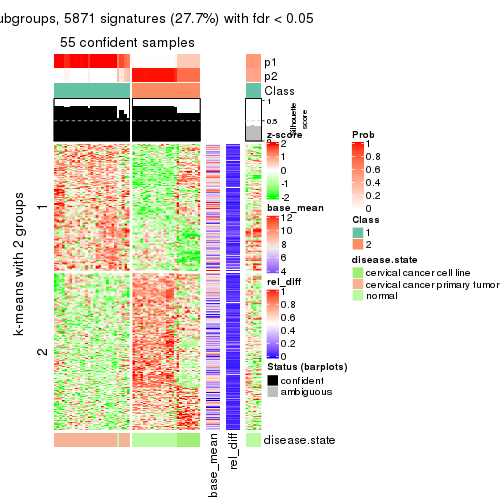 ubgroups, 5871 signatures (27.7%) with fdr < 0.05
55 confident samples
p1
p2
Class
1
0.5
0
Silhouette
score
k-means with 2 groups
1
2
z-score
2
1
0
-1
-2
base_mean
12
10
8
6
4
rel_diff
1
0.8
0.6
0.4
0.2
0
Status (barplots)
confident
ambiguous
Prob
1
0.8
0.6
0.4
0.2
0
Class
1
2
disease.state
cervical cancer cell line
cervical cancer primary tumor
normal
disease.state
base_mean
rel_diff